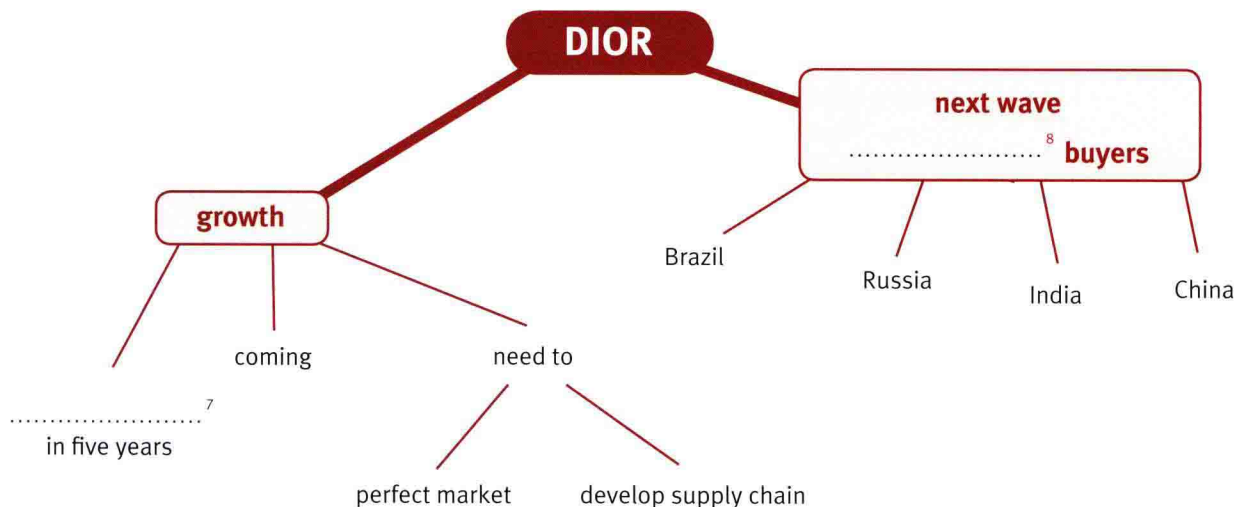 DIOR
next wave
........................ 8 buyers
growth
Brazil
Russia
India
China
coming
need to
........................ 7
in five years
perfect market
develop supply chain